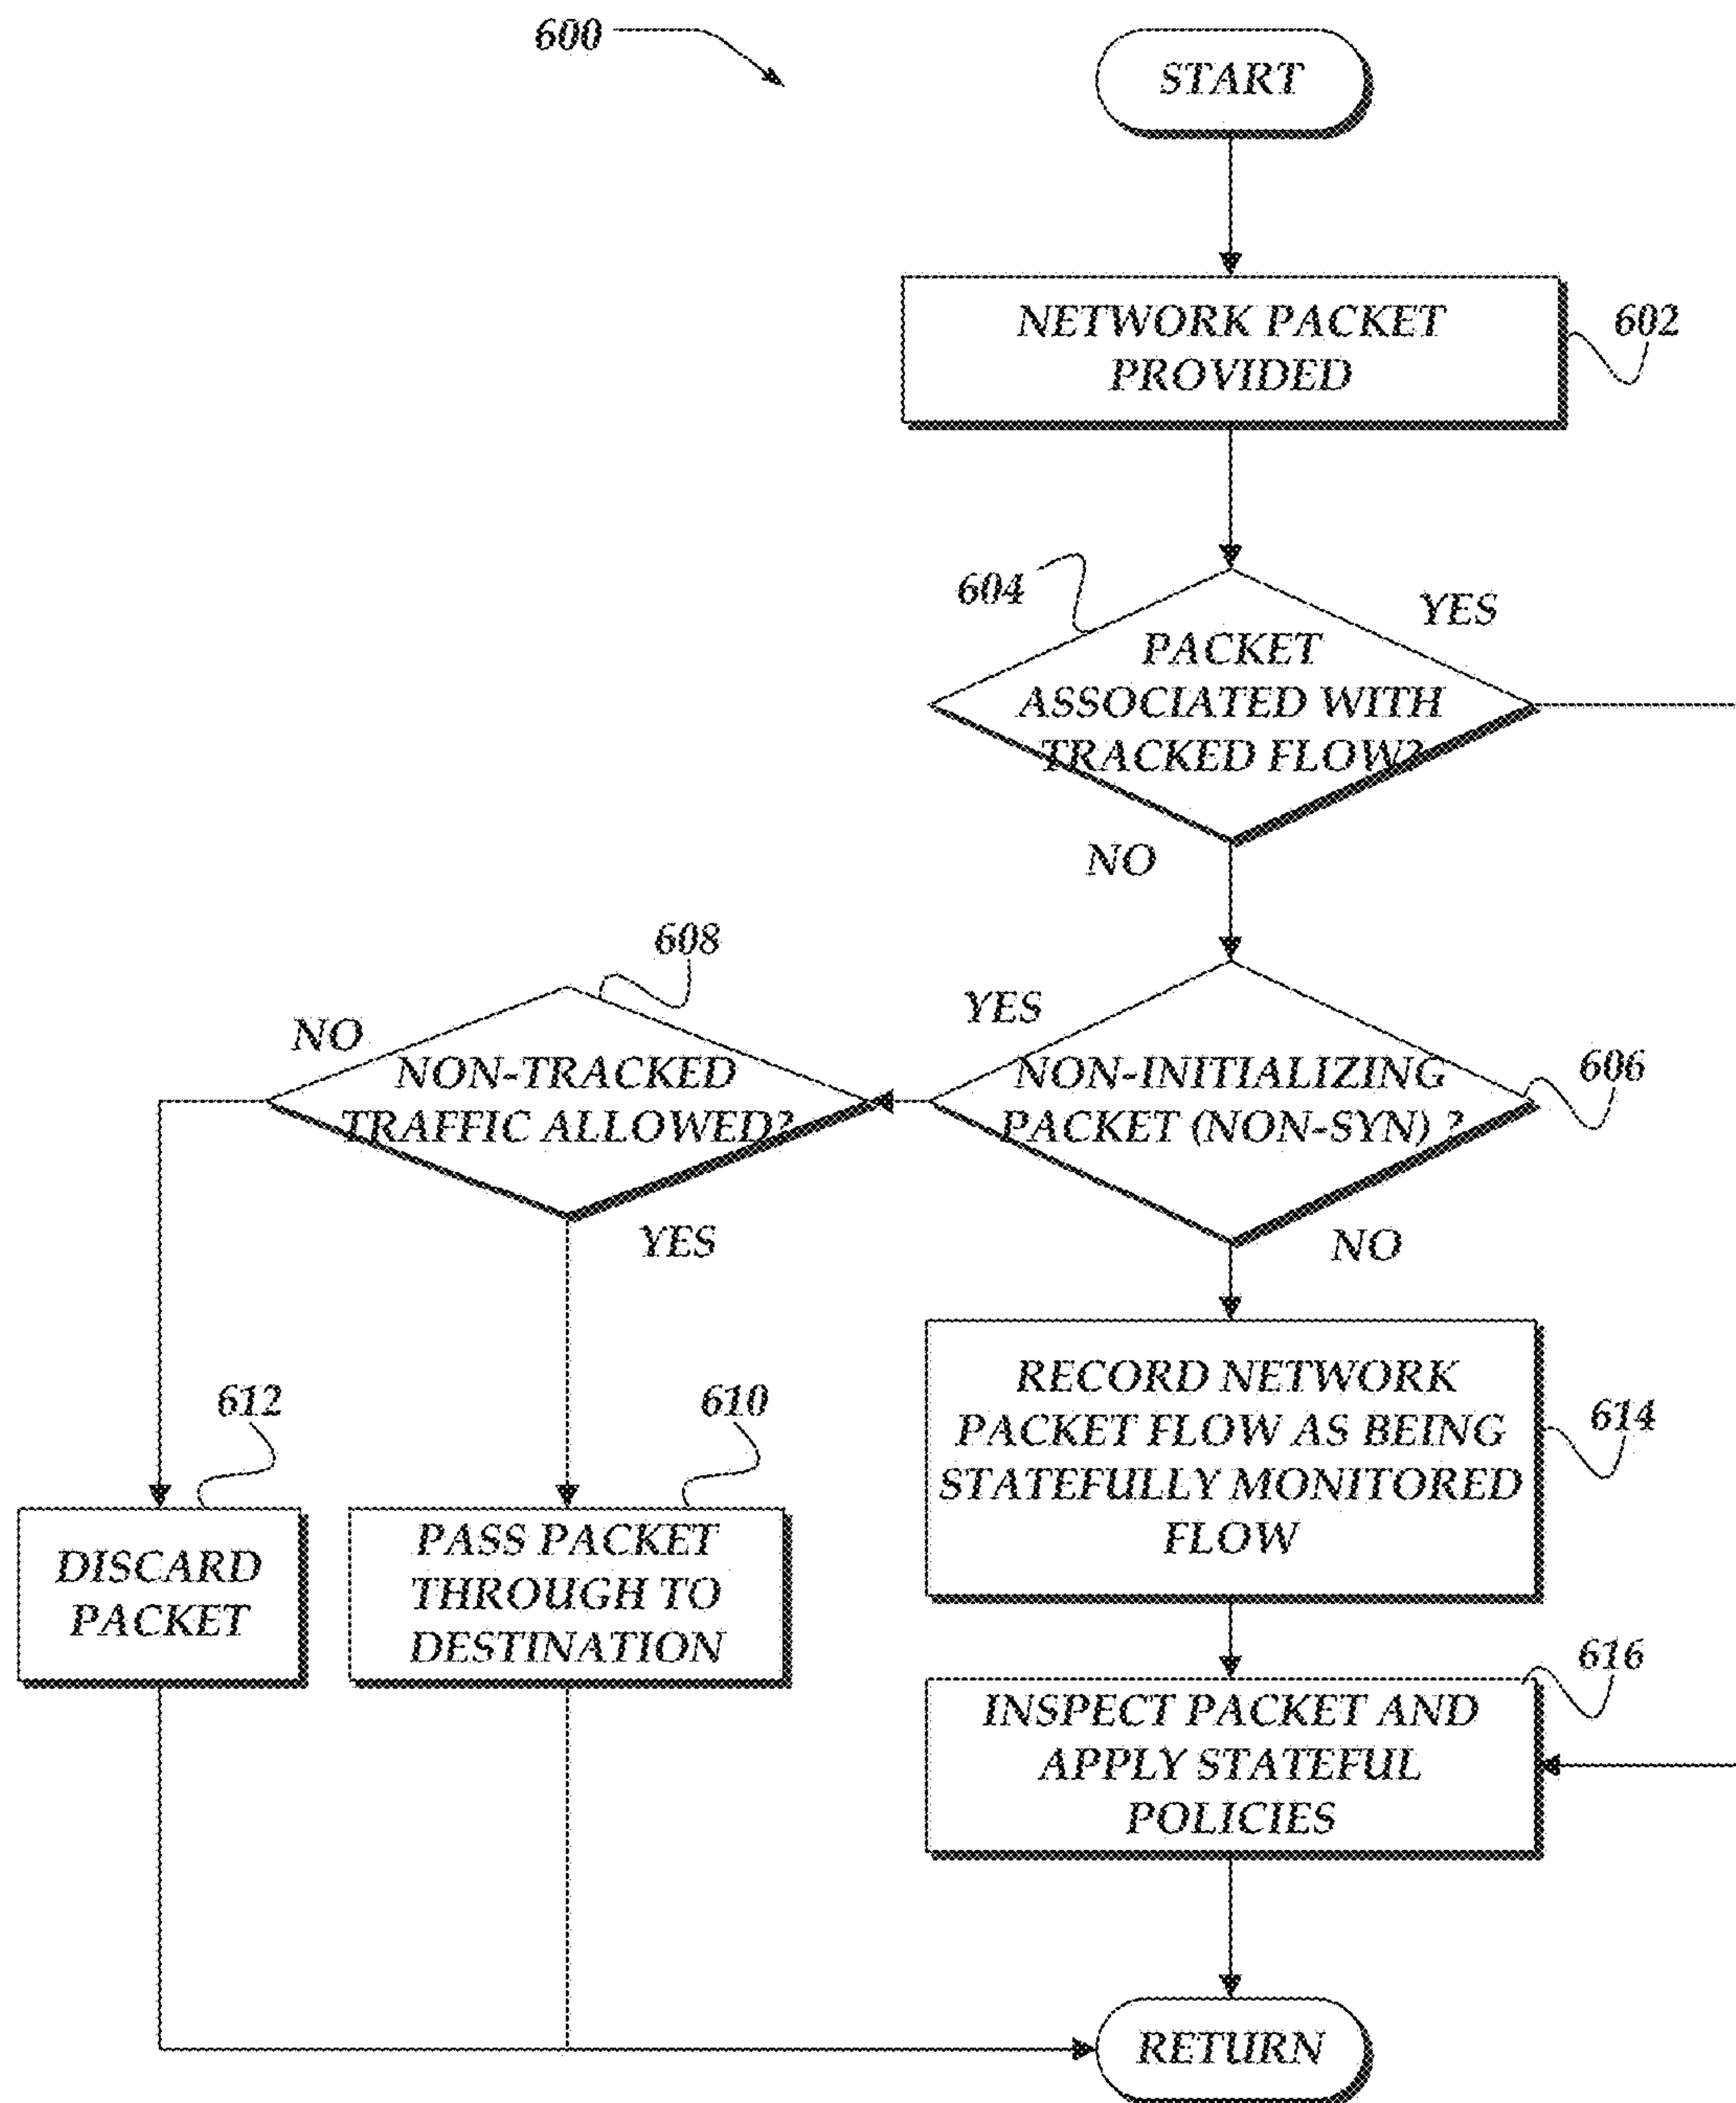 600
START
NETWORK PACKET
PROVIDED
602
604
YES
PACKET
ASSOCIATED WITH
TRACKED FLOW?
NO
608
YES
NO
NON-TRACKED
TRAFFIC ALLOWED?
NON-INITIALIZING
PACKET (NON-SYN) ?
606
YES
NO
612
610
RECORD NETWORK
PACKET FLOW AS BEING
STATEFULLY MONITORED
FLOW
614
DISCARD
PACKET
PASS PACKET
THROUGH TO
DESTINATION
616
INSPECT PACKET AND
APPLY STATEFUL
POLICIES
RETURN